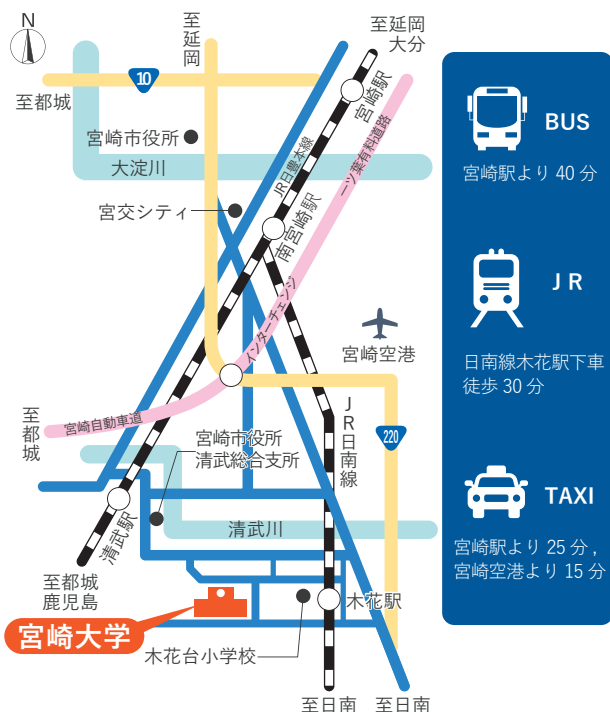 N
至延岡
至延岡
大分
10
至都城
宮崎駅
宮崎市役所
大淀川
JR日豊本線
一ツ葉有料道路
宮交シティ
南宮崎駅
インターチェンジ
宮崎空港
至都城
宮崎自動車道
宮崎市役所
清武総合支所
JR日南線
220
清武駅
清武川
至都城
鹿児島
宮崎大学
木花駅
木花台小学校
至日南
至日南
BUS
宮崎駅より 40 分
J R
日南線木花駅下車
徒歩 30 分
TAXI
宮崎駅より 25 分 ,
宮崎空港より 15 分